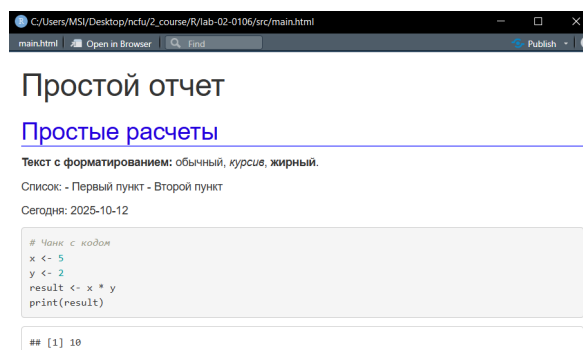 C:/Users/MSI/Desktop/ncfu/2_course/R/lab-02-0106/src/main.html
main.html Open in Browser Find Publish
Простой отчет
Простые расчеты
Текст с форматированием: обычный, курсив, жирный.
Список: - Первый пункт - Второй пункт
Сегодня: 2025-10-12
# Чанк с кодом
x <- 5
y <- 2
result <- x * y
print(result)
## [1] 10